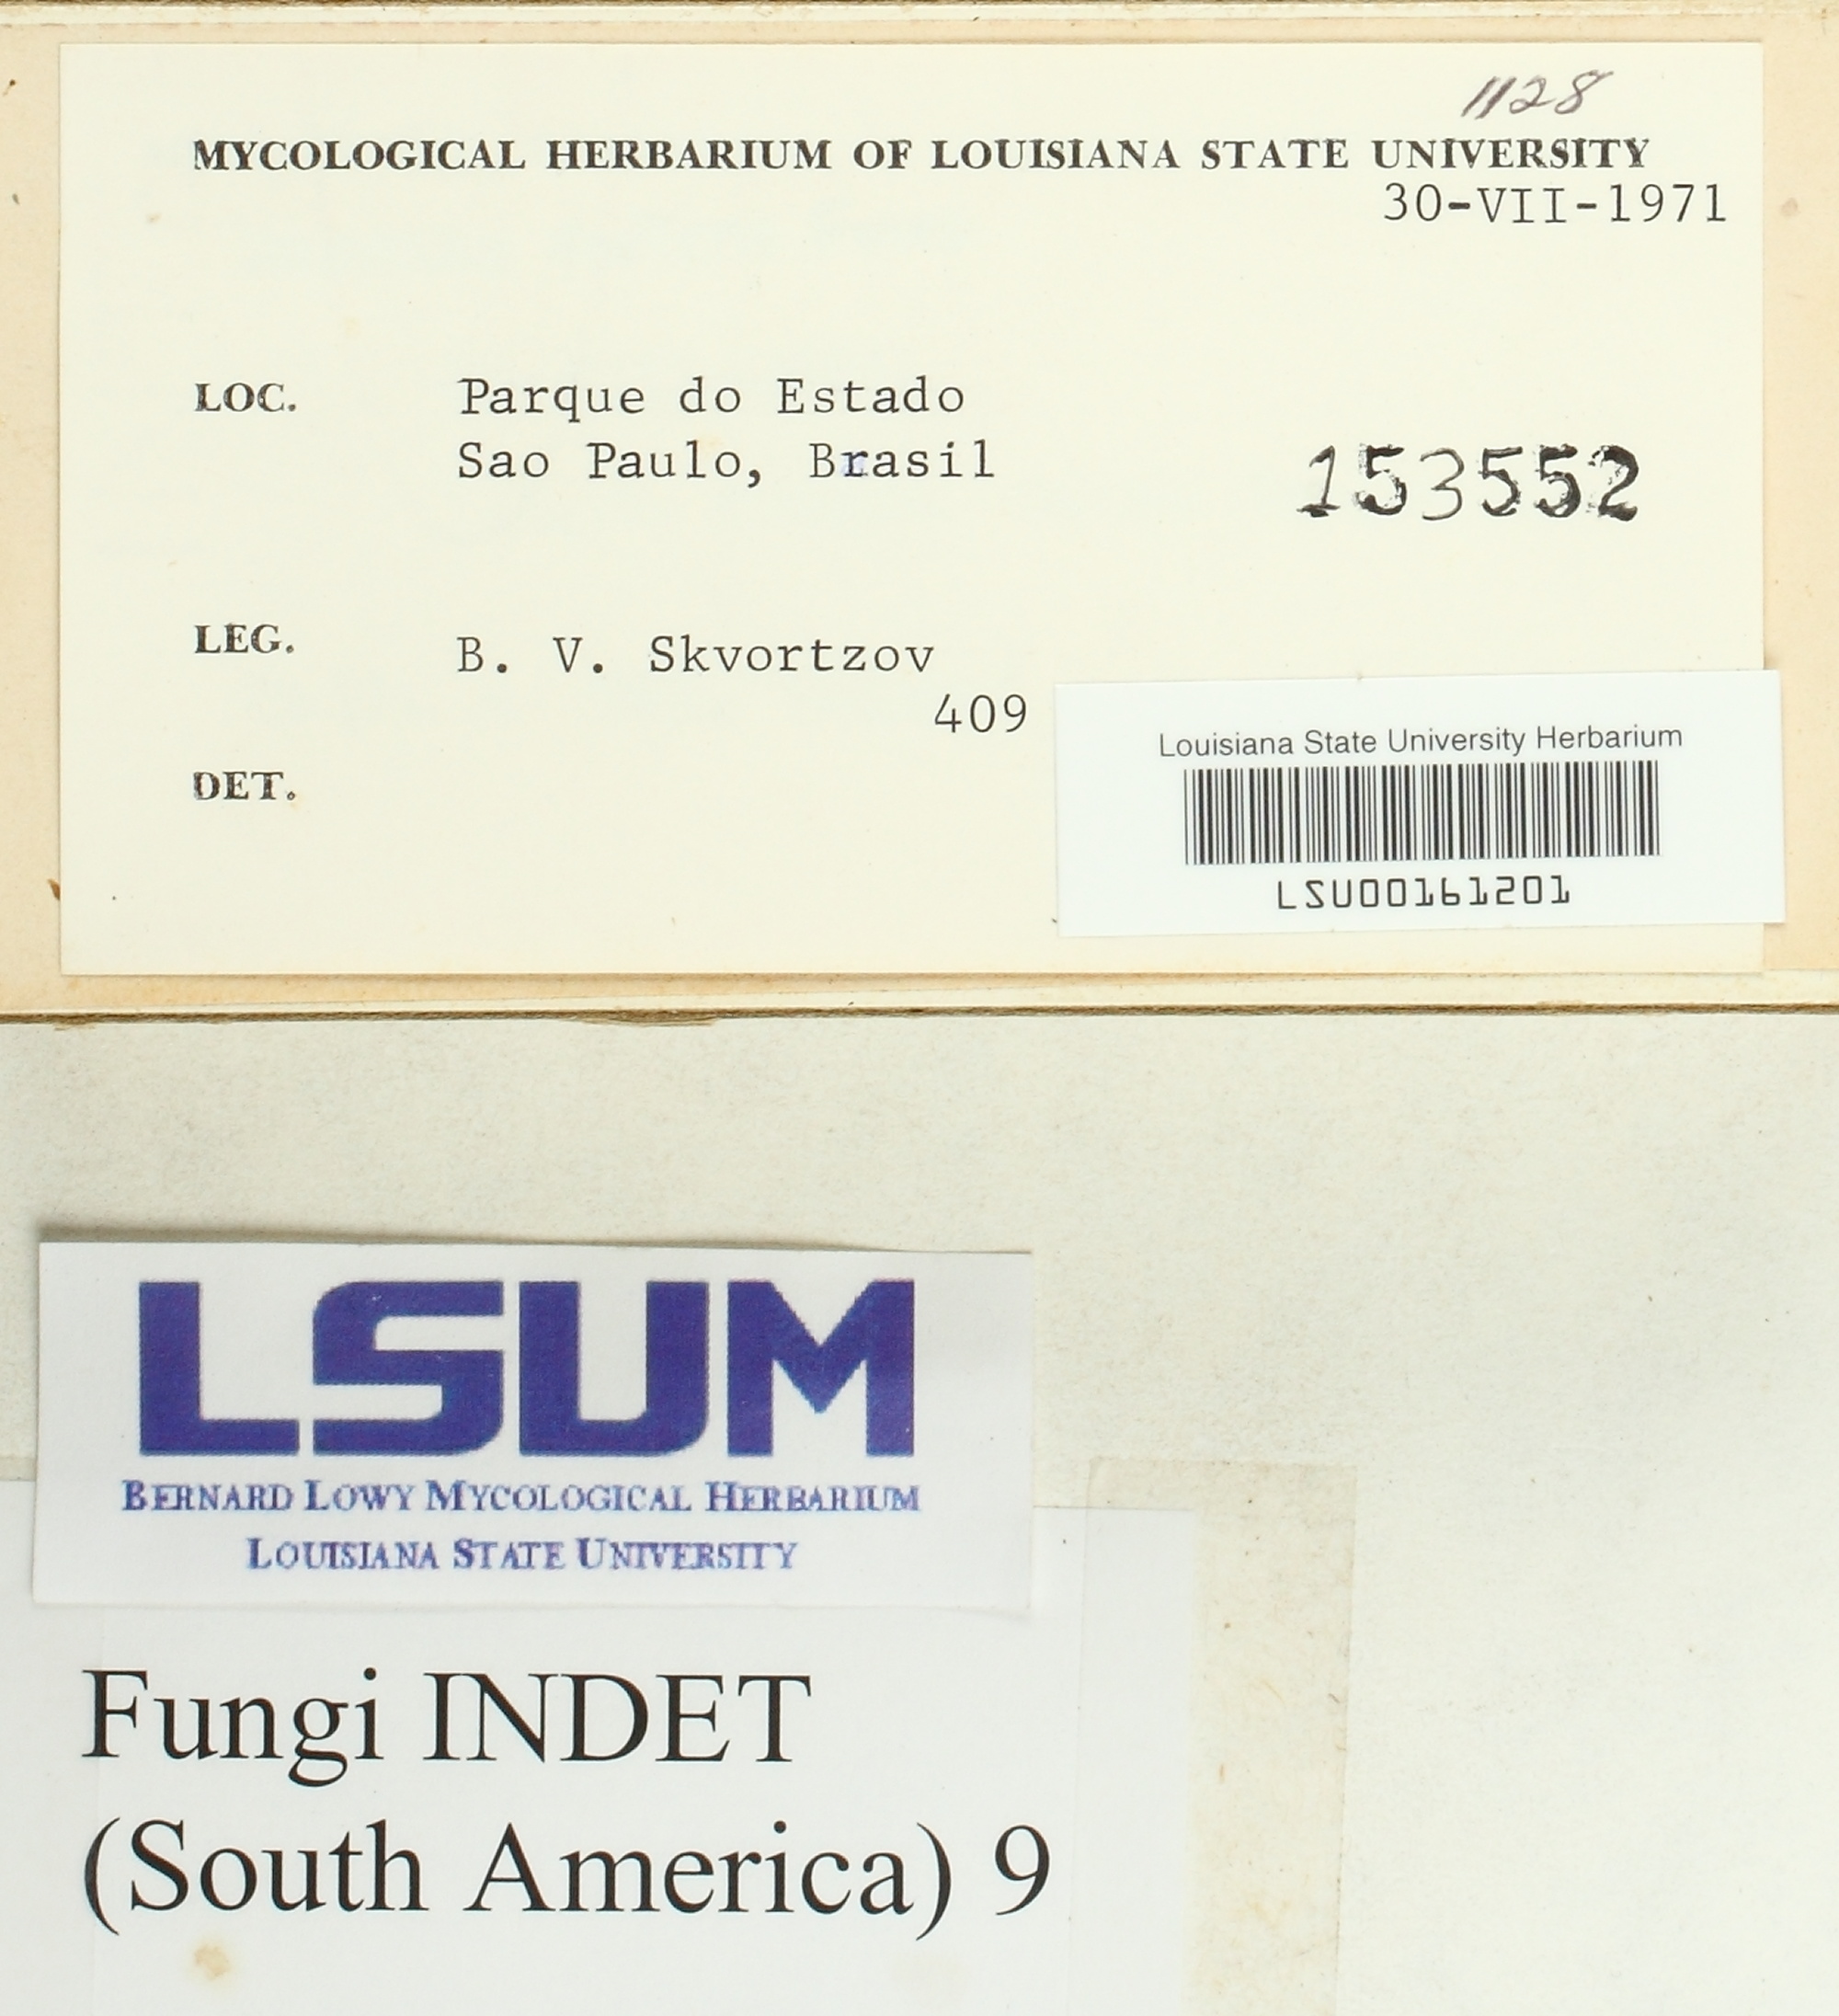 1128
MYCOLOGICAL HERBARIUM OF LOUISIANA STATE UNIVERSITY
30-VII-1971
LOC. Parque do Estado
Sao Paulo, Brasil
153552
LEG. B. V. Skvortzov
409
DET.
Louisiana State University Herbarium
LSU00161201
LSUM
BERNARD LOWY MYCOLOGICAL HERBARIUM
LOUISIANA STATE UNIVERSITY
Fungi INDET
(South America) 9